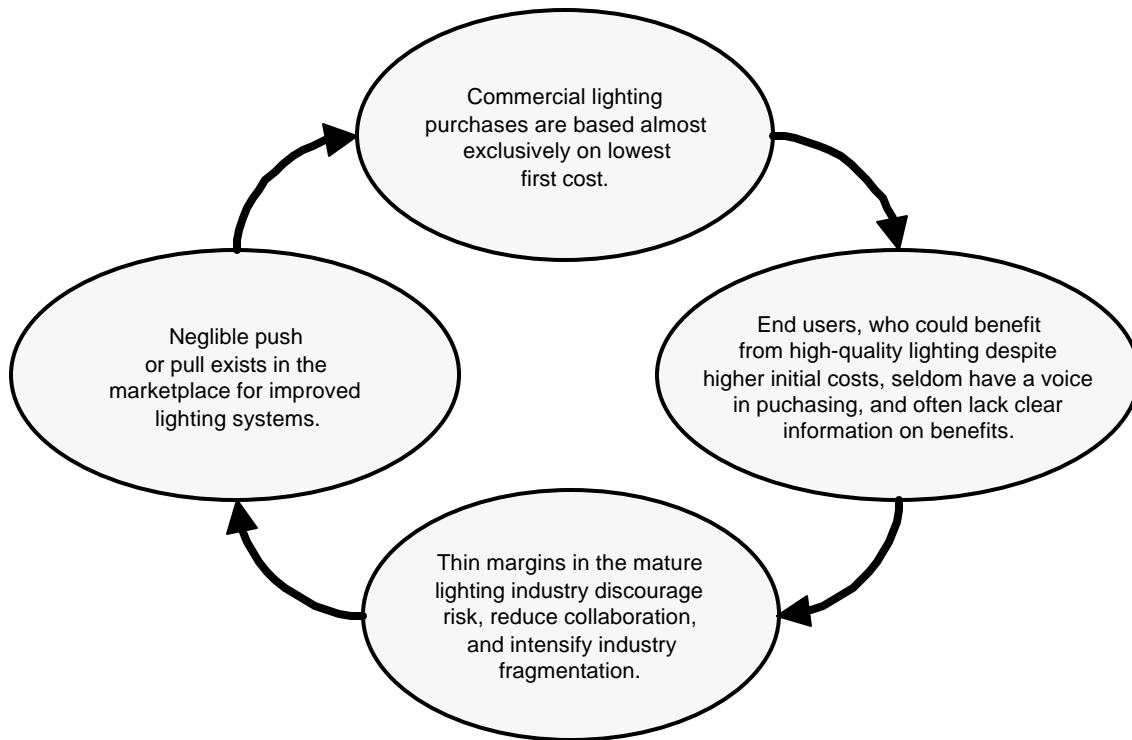 Commercial lighting
purchases are based almost
exclusively on lowest
first cost.
End users, who could benefit
from high-quality lighting despite
higher initial costs, seldom have a voice
in puchasing, and often lack clear
information on benefits.
Thin margins in the mature
lighting industry discourage
risk, reduce collaboration,
and intensify industry
fragmentation.
Neglible push
or pull exists in the
marketplace for improved
lighting systems.